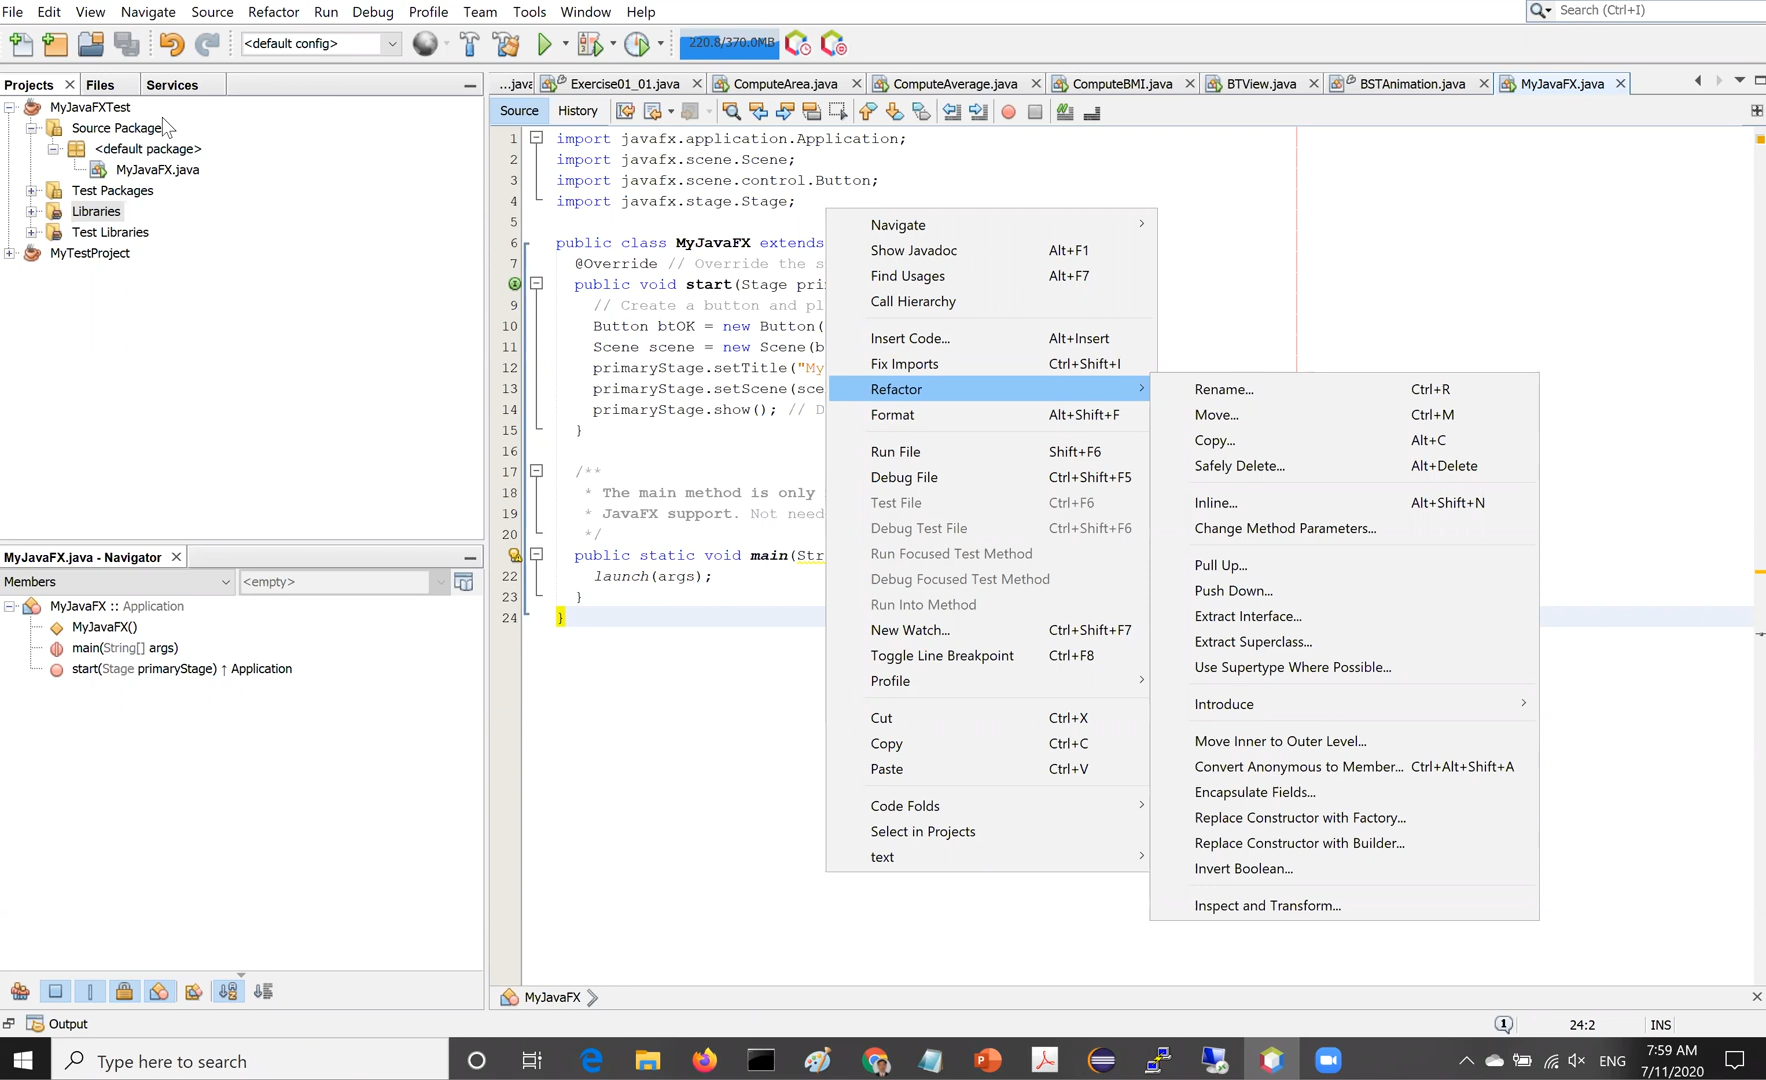 File Edit View Navigate Source Refactor Run Debug Profile Team Tools Window Help
Search (Ctrl+I)
<default config>
220.8/370.0MB
Projects Files Services
MyJavaFXTest
Source Package
<default package>
MyJavaFX.java
Test Packages
Libraries
Test Libraries
MyTestProject
...java Exercise01_01.java ComputeArea.java ComputeAverage.java ComputeBMI.java BTView.java BSTAnimation.java MyJavaFX.java
Source History
1 import javafx.application.Application;
2 import javafx.scene.Scene;
3 import javafx.scene.control.Button;
4 import javafx.stage.Stage;
5
6 public class MyJavaFX extends
7 @Override // Override the s
public void start(Stage pri
9 // Create a button and pl
10 Button btOK = new Button(
11 Scene scene = new Scene(b
12 primaryStage.setTitle("My
13 primaryStage.setScene(sce
14 primaryStage.show(); // D
15 }
16
17 /**
18 * The main method is only
19 * JavaFX support. Not need
20 */
public static void main(Str
22 launch(args);
23 }
24 }
Navigate
Show Javadoc Alt+F1
Find Usages Alt+F7
Call Hierarchy
Insert Code... Alt+Insert
Fix Imports Ctrl+Shift+I
Refactor
Format Alt+Shift+F
Run File Shift+F6
Debug File Ctrl+Shift+F5
Test File Ctrl+F6
Debug Test File Ctrl+Shift+F6
Run Focused Test Method
Debug Focused Test Method
Run Into Method
New Watch... Ctrl+Shift+F7
Toggle Line Breakpoint Ctrl+F8
Profile
Cut Ctrl+X
Copy Ctrl+C
Paste Ctrl+V
Code Folds
Select in Projects
text
Rename... Ctrl+R
Move... Ctrl+M
Copy... Alt+C
Safely Delete... Alt+Delete
Inline... Alt+Shift+N
Change Method Parameters...
Pull Up...
Push Down...
Extract Interface...
Extract Superclass...
Use Supertype Where Possible...
Introduce
Move Inner to Outer Level...
Convert Anonymous to Member... Ctrl+Alt+Shift+A
Encapsulate Fields...
Replace Constructor with Factory...
Replace Constructor with Builder...
Invert Boolean...
Inspect and Transform...
MyJavaFX.java - Navigator
Members <empty>
MyJavaFX :: Application
MyJavaFX()
main(String[] args)
start(Stage primaryStage) ↑ Application
MyJavaFX
Output
1 24:2 INS
Type here to search
ENG
7:59 AM
7/11/2020